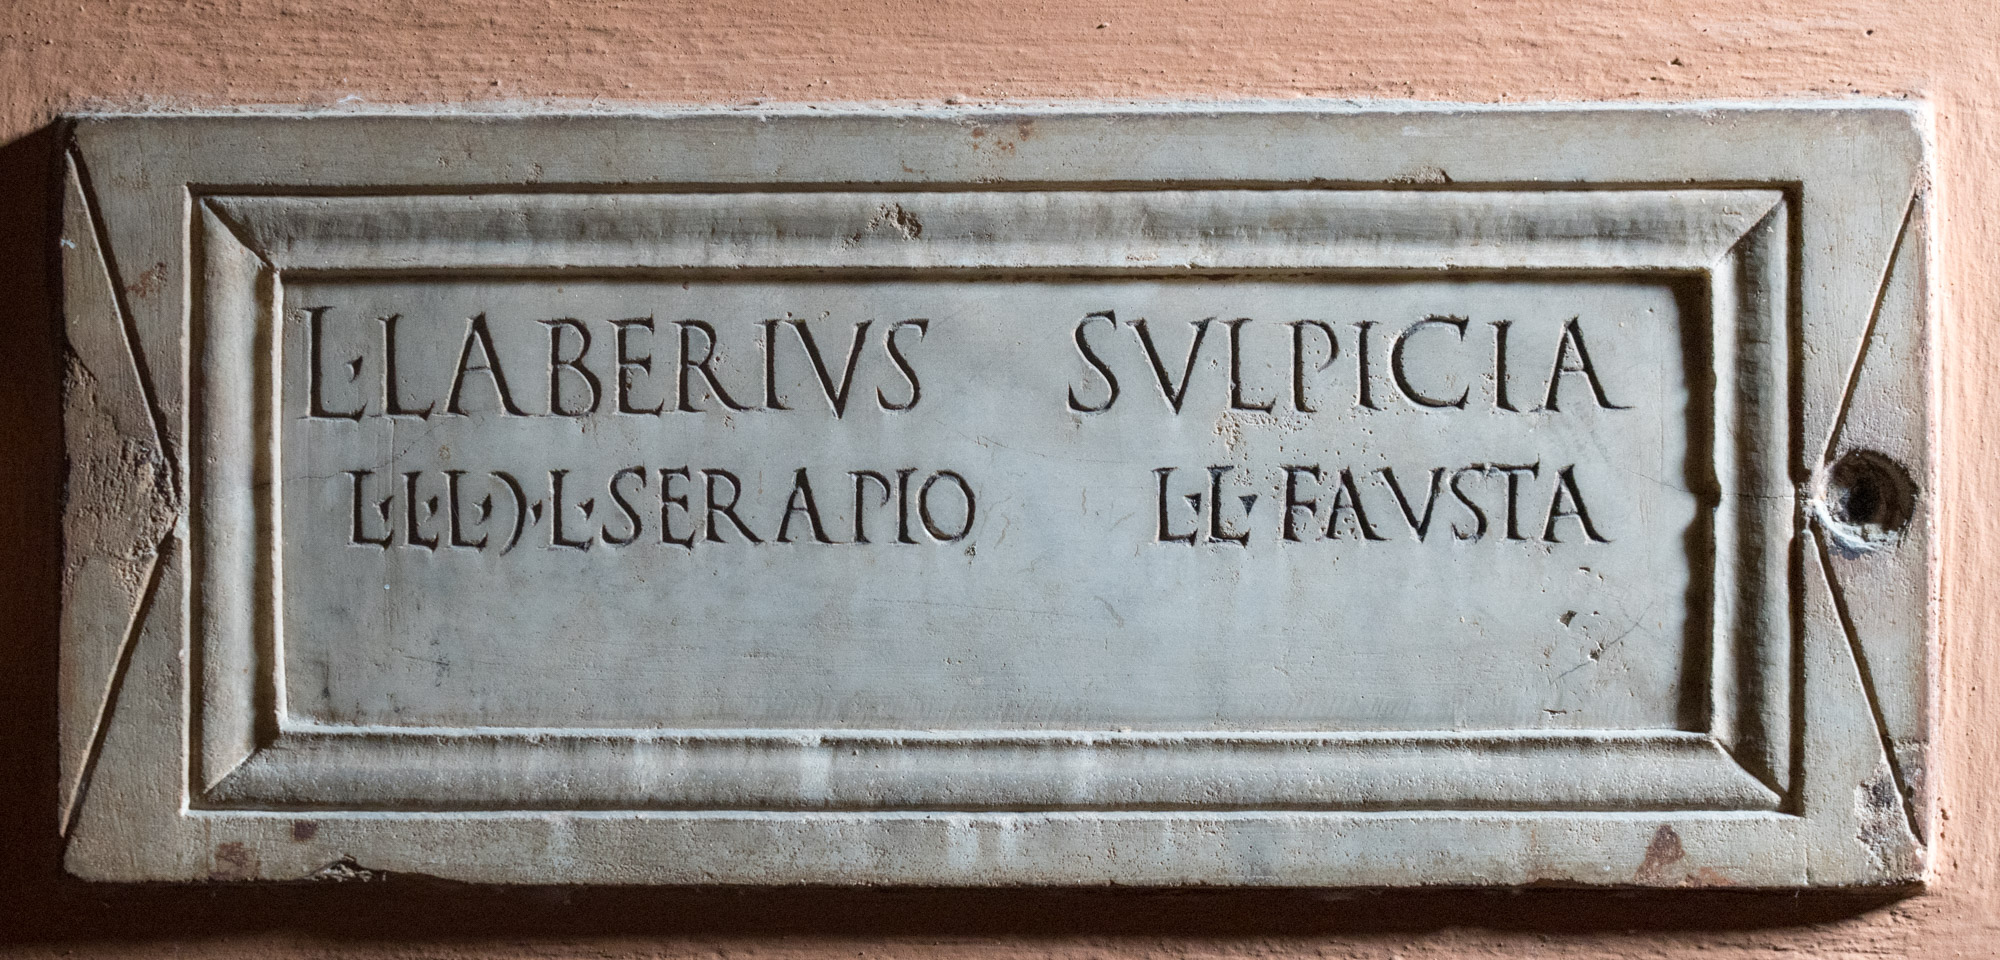 L·LABERIVS SVLPICIA
L·L·L·Ɔ·L·SERAPIO L·L·FAVSTA